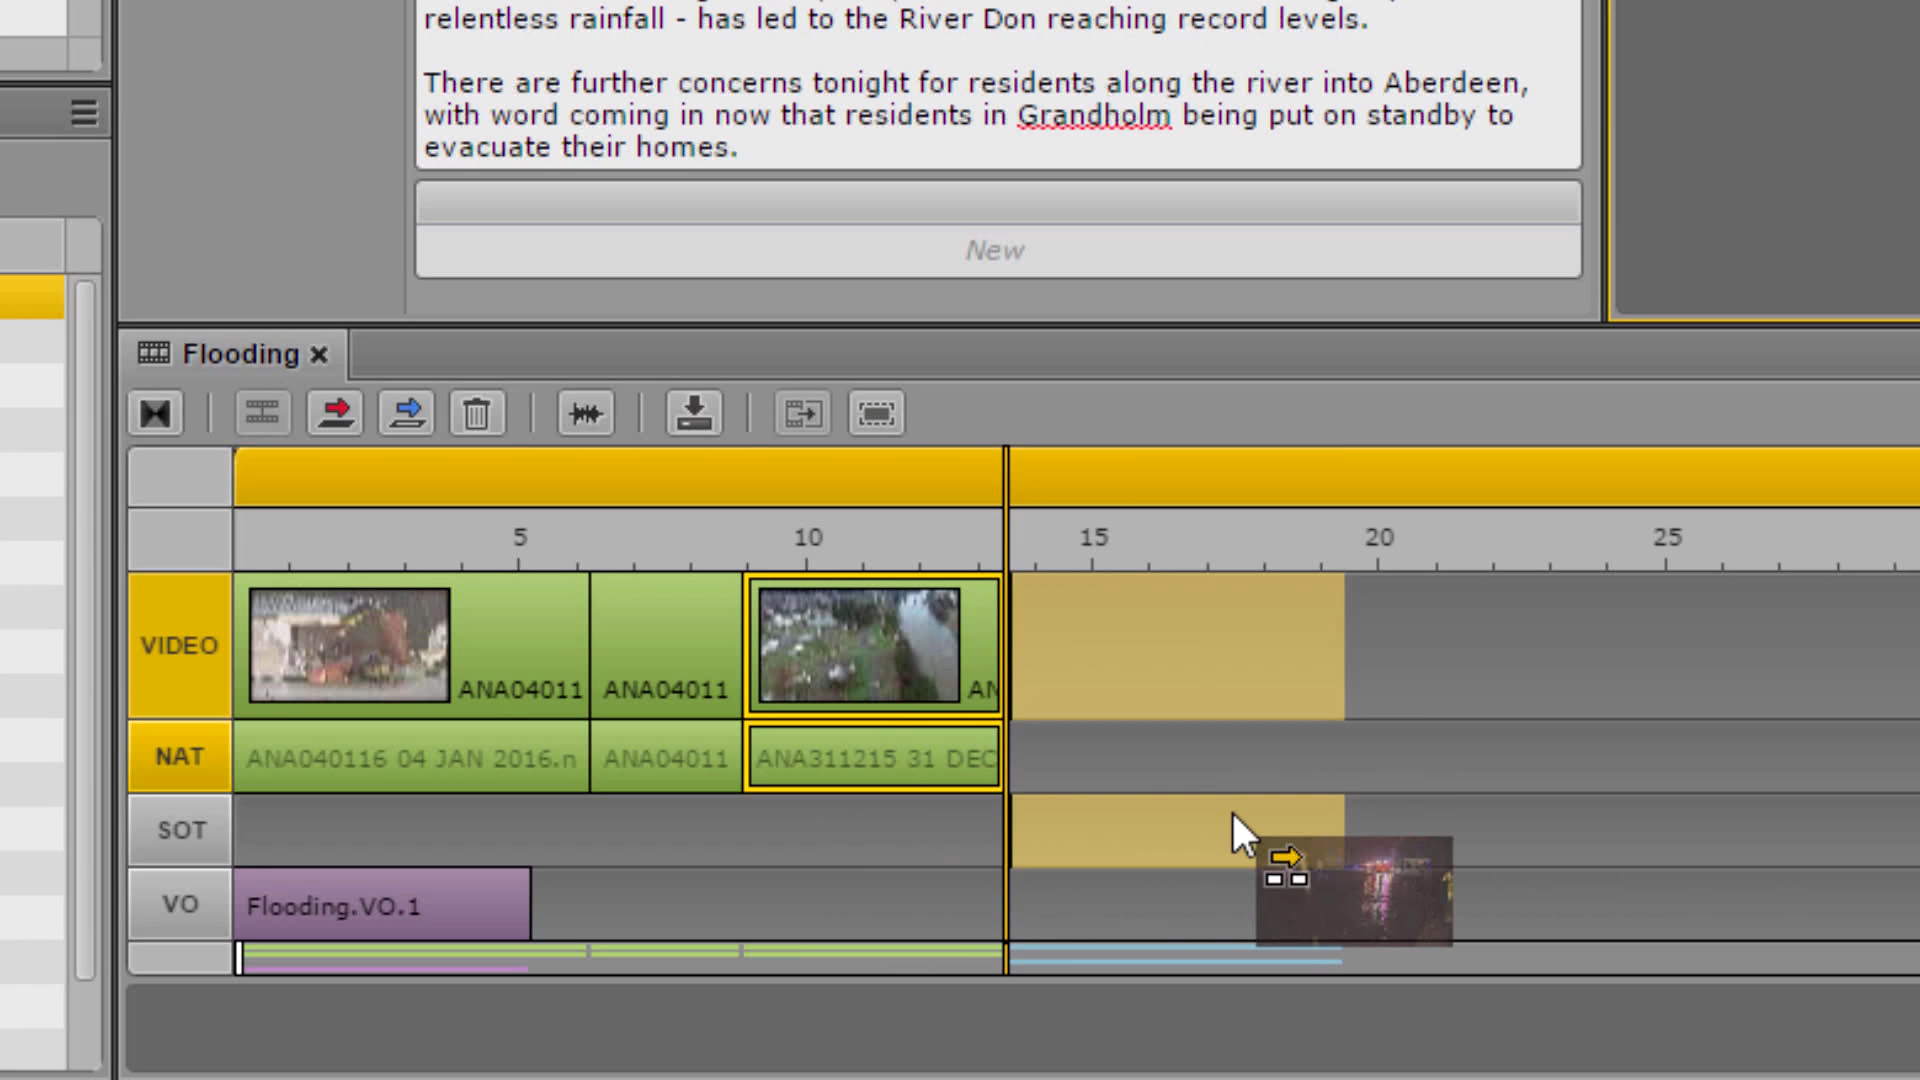 relentless rainfall - has led to the River Don reaching record levels.
There are further concerns tonight for residents along the river into Aberdeen,
with word coming in now that residents in Grandholm being put on standby to
evacuate their homes.
New
Flooding
5 10 15 20 25
VIDEO ANA04011 ANA04011 AN
NAT ANA040116 04 JAN 2016.n ANA04011 ANA311215 31 DEC
SOT
VO Flooding.VO.1